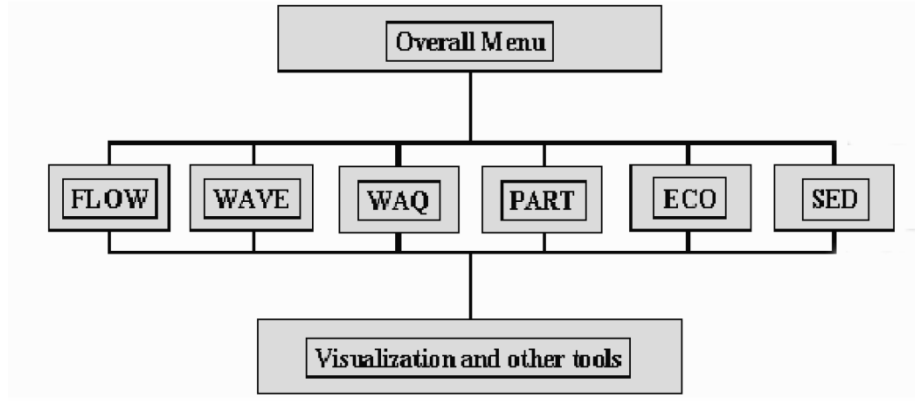 Overall Menu
FLOW
WAVE
WAQ
PART
ECO
SED
Visualization and other tools